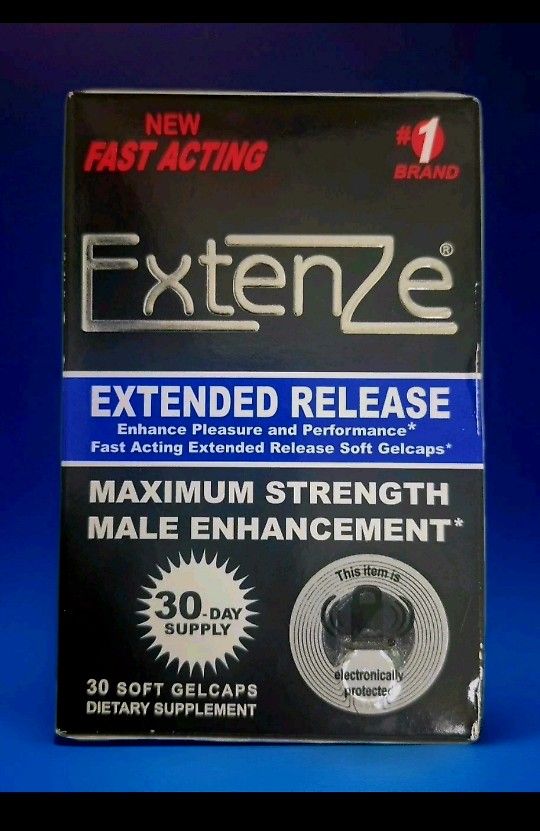 NEW
FAST ACTING
#1
BRAND
ExtenZe®
EXTENDED RELEASE
Enhance Pleasure and Performance*
Fast Acting Extended Release Soft Gelcaps*
MAXIMUM STRENGTH
MALE ENHANCEMENT*
30-DAY
SUPPLY
30 SOFT GELCAPS
DIETARY SUPPLEMENT
This item is
electronically
protected